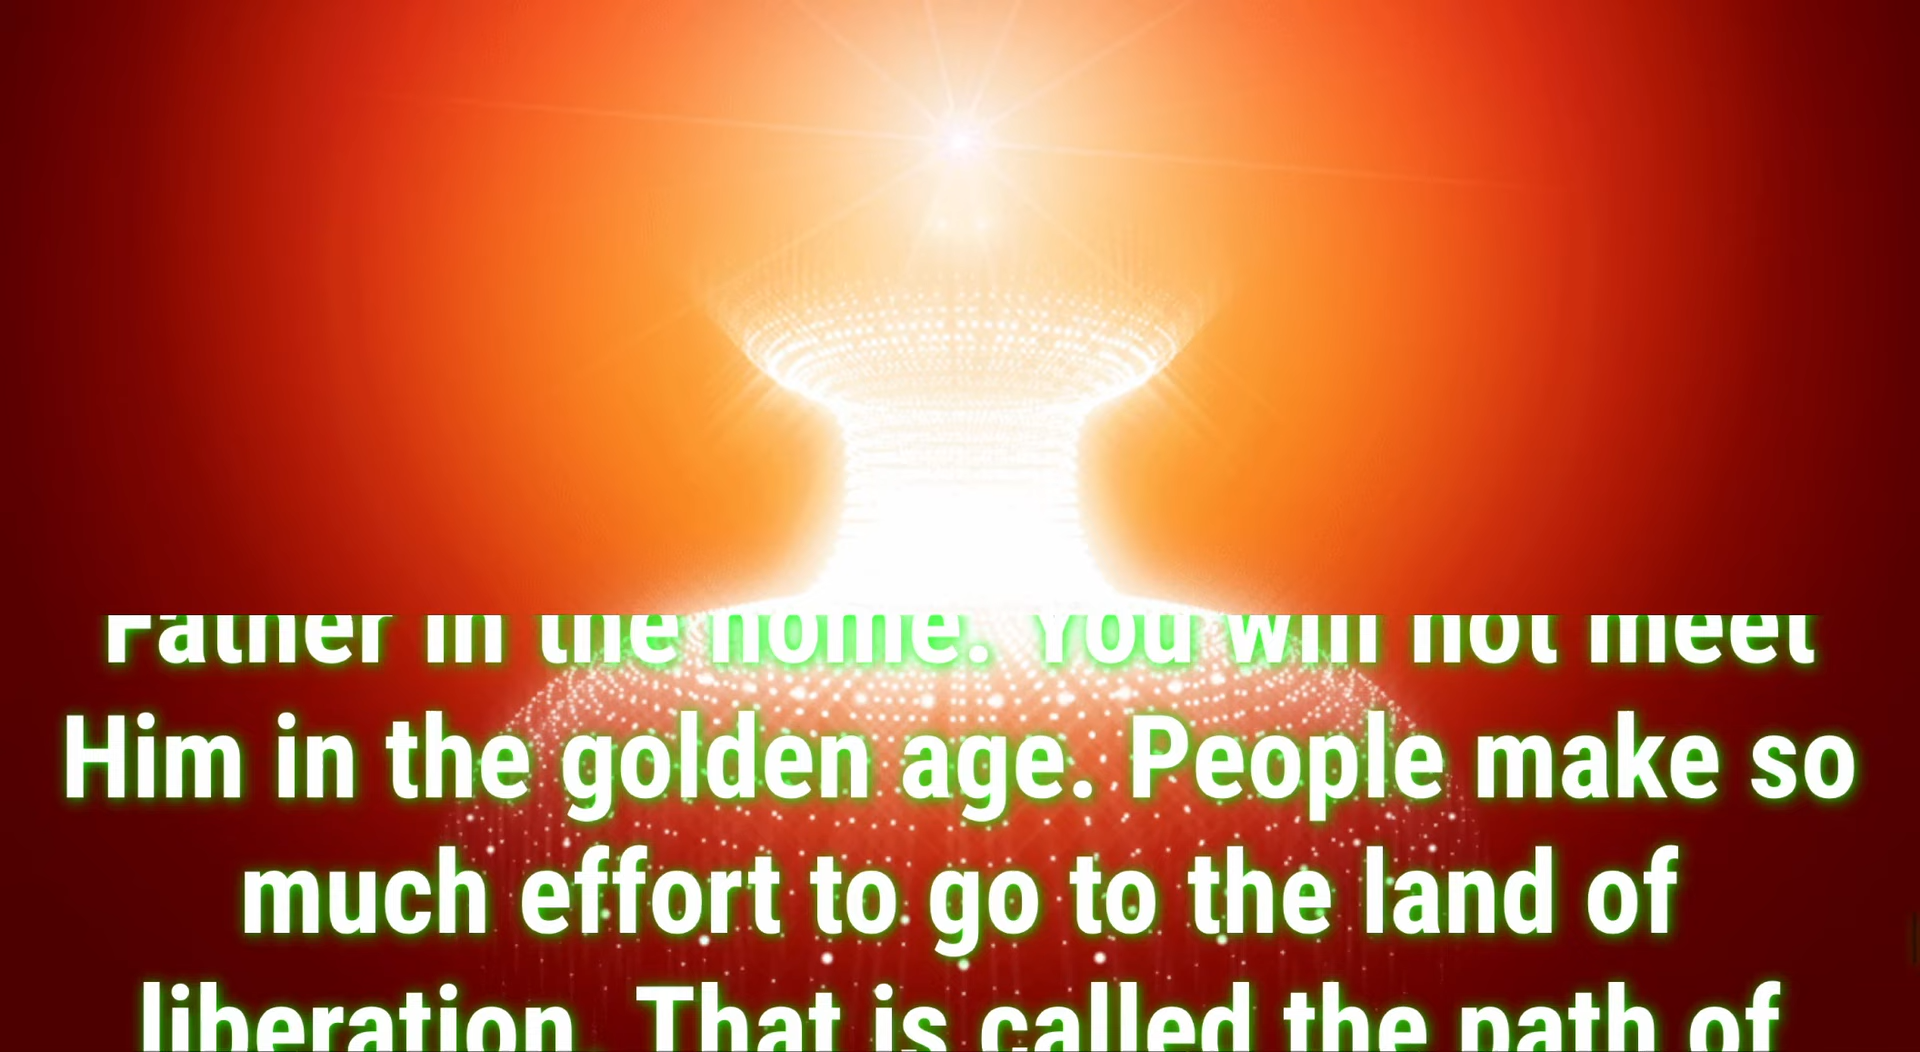 Father in the home. You will not meet
Him in the golden age. People make so
much effort to go to the land of
liberation. That is called the path of